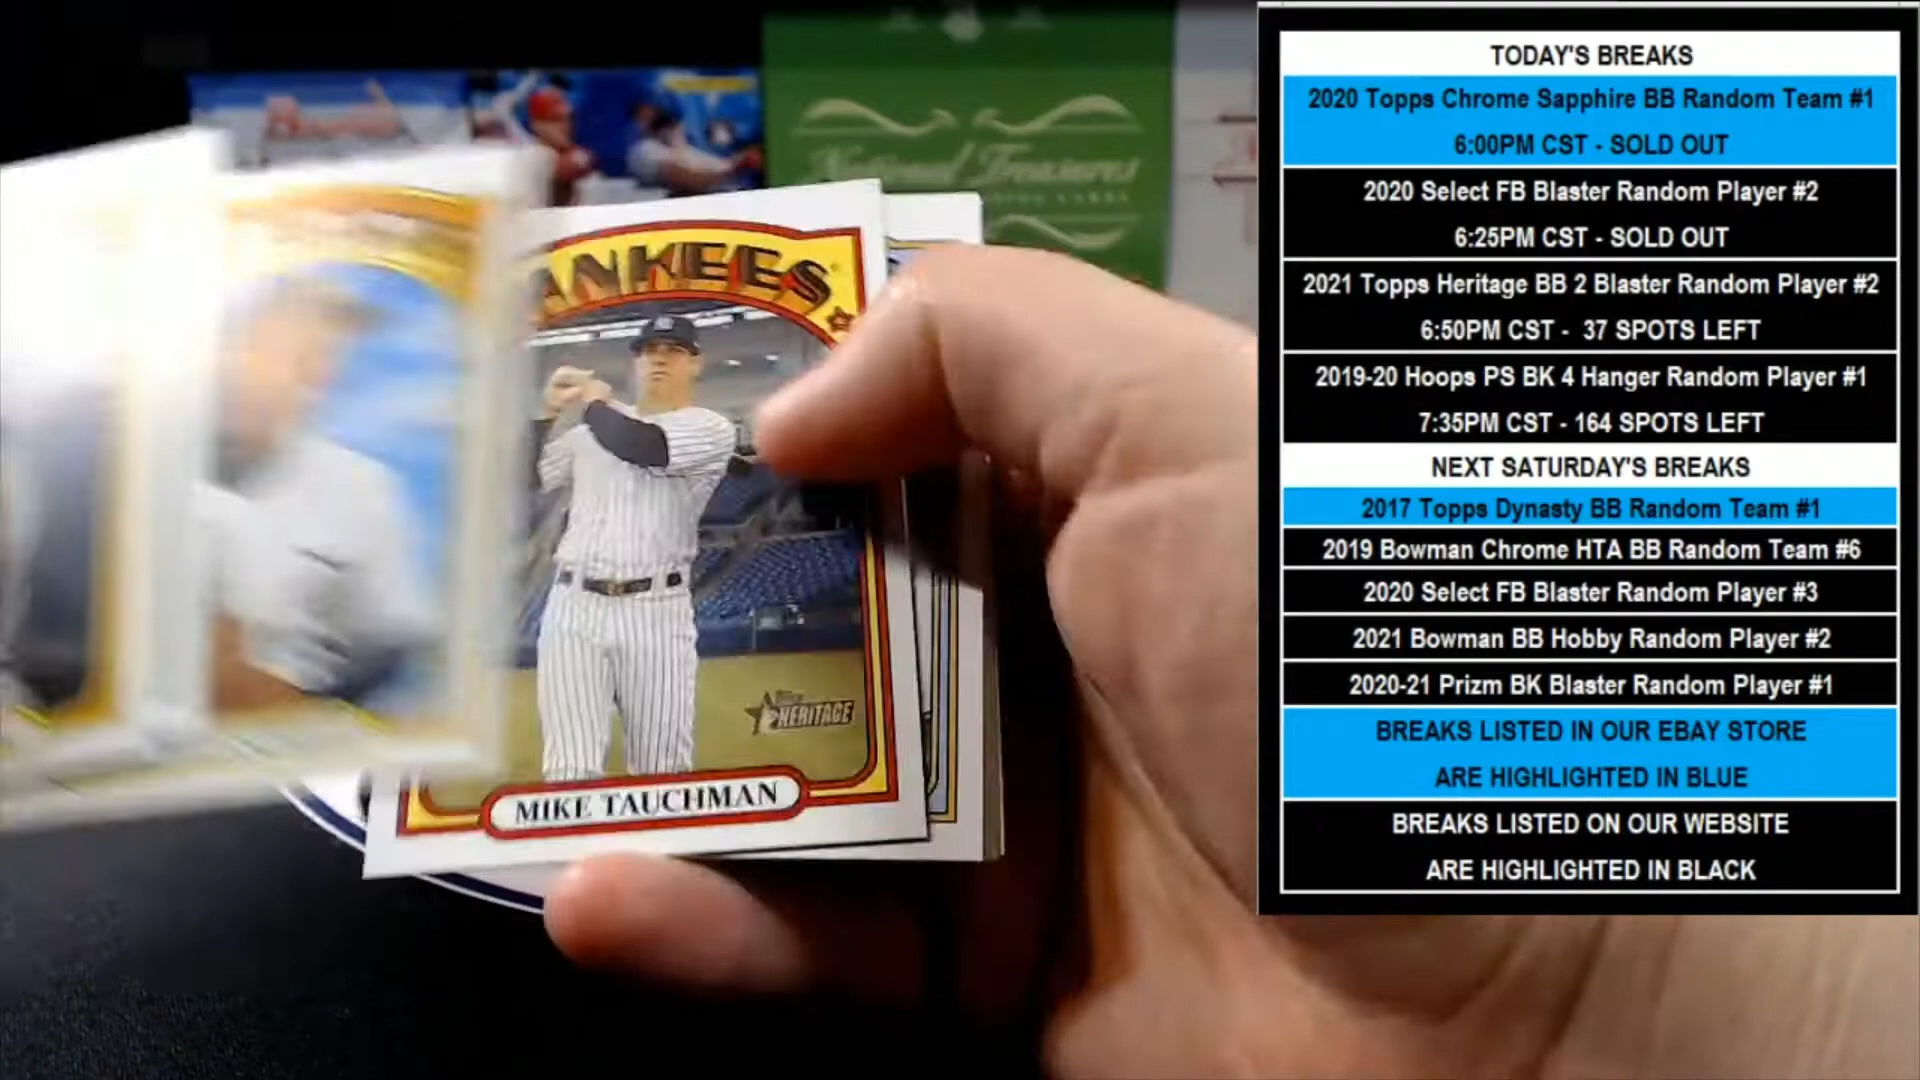 National Treasures
YANKEES
HERITAGE
MIKE TAUCHMAN
TODAY'S BREAKS
2020 Topps Chrome Sapphire BB Random Team #1
6:00PM CST - SOLD OUT
2020 Select FB Blaster Random Player #2
6:25PM CST - SOLD OUT
2021 Topps Heritage BB 2 Blaster Random Player #2
6:50PM CST - 37 SPOTS LEFT
2019-20 Hoops PS BK 4 Hanger Random Player #1
7:35PM CST - 164 SPOTS LEFT
NEXT SATURDAY'S BREAKS
2017 Topps Dynasty BB Random Team #1
2019 Bowman Chrome HTA BB Random Team #6
2020 Select FB Blaster Random Player #3
2021 Bowman BB Hobby Random Player #2
2020-21 Prizm BK Blaster Random Player #1
BREAKS LISTED IN OUR EBAY STORE
ARE HIGHLIGHTED IN BLUE
BREAKS LISTED ON OUR WEBSITE
ARE HIGHLIGHTED IN BLACK